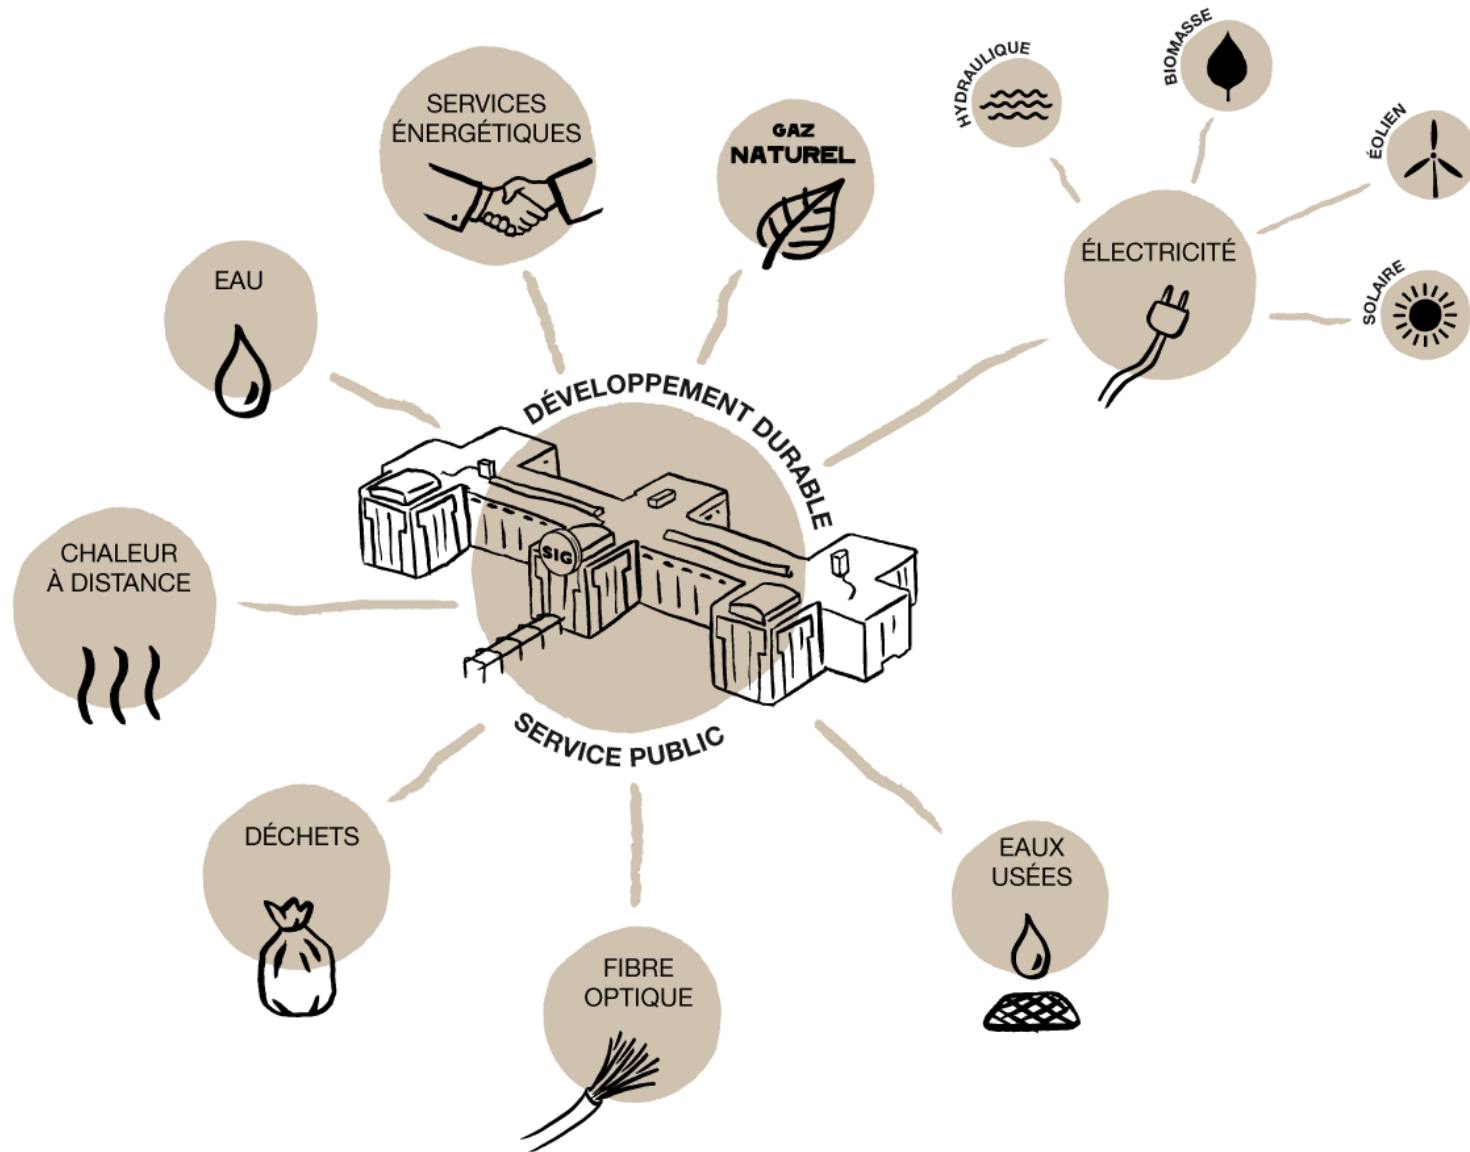 HYDRAULIQUE
BIOMASSE
ÉOLIEN
SOLAIRE
SERVICES
ÉNERGÉTIQUES
GAZ
NATUREL
ÉLECTRICITÉ
EAU
DÉVELOPPEMENT DURABLE
SIG
CHALEUR
À DISTANCE
SERVICE PUBLIC
DÉCHETS
EAUX
USÉES
FIBRE
OPTIQUE